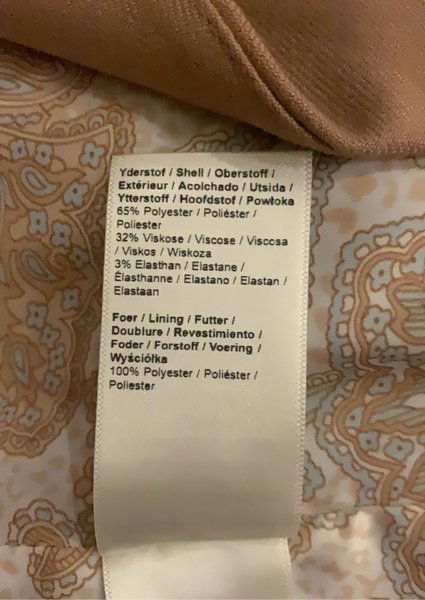 Yderstof / Shell / Oberstoff /
Extérieur / Acolchado / Utsida /
Ytterstoff / Hoofdstof / Powłoka
65% Polyester / Poliéster /
Poliester
32% Viskose / Viscose / Visccsa
/ Viskos / Wiskoza
3% Elasthan / Elastane /
Élasthanne / Elastano / Elastan /
Elastaan
Foer / Lining / Futter /
Doublure / Revestimiento /
Foder / Forstoff / Voering /
Wyściółka
100% Polyester / Poliéster /
Poliester